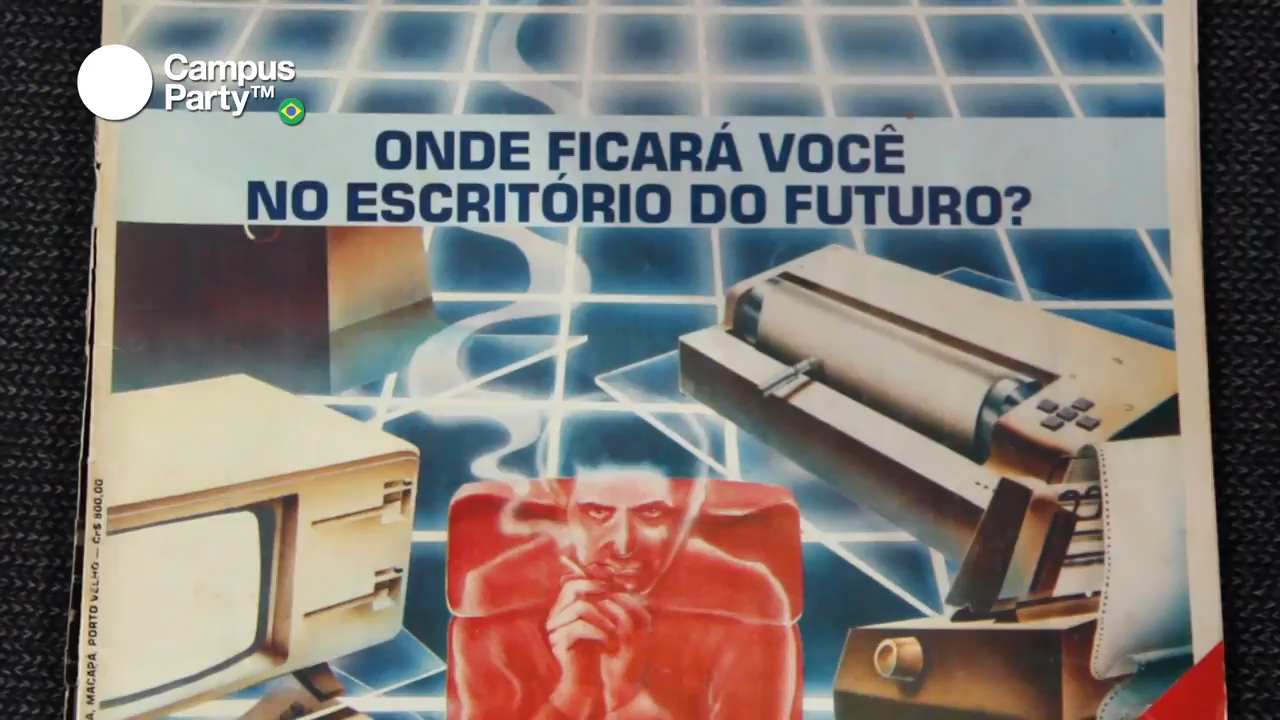 Campus
Party™
ONDE FICARÁ VOCÊ
NO ESCRITÓRIO DO FUTURO?
A, MACAPÁ, PORTO VELHO — Cr$ 800,00